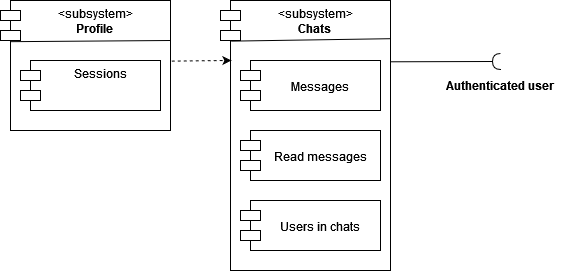 <subsystem>
Profile
Sessions
<subsystem>
Chats
Messages
Read messages
Users in chats
Authenticated user